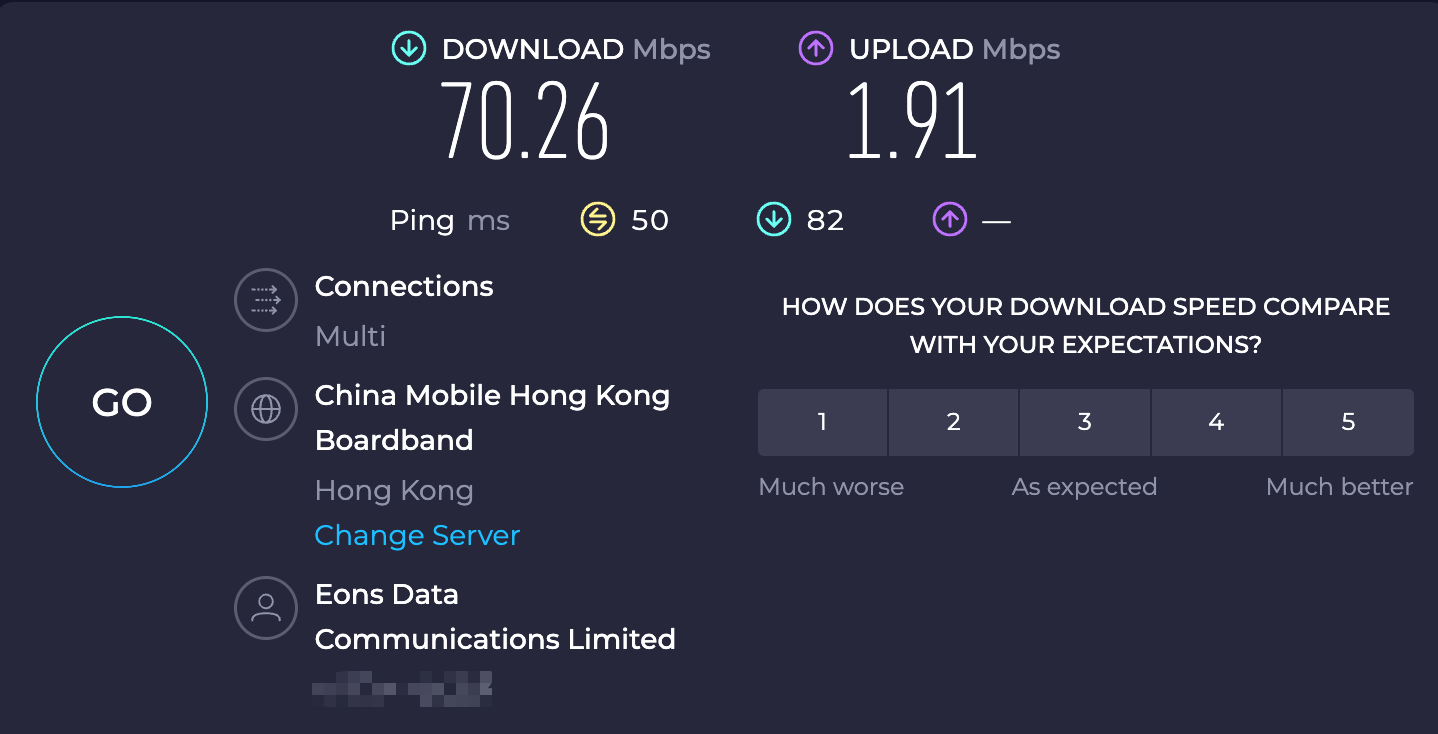 DOWNLOAD Mbps
70.26
UPLOAD Mbps
1.91
Ping ms 50 82 —
Connections
Multi
GO
China Mobile Hong Kong
Boardband
Hong Kong
Change Server
Eons Data
Communications Limited
HOW DOES YOUR DOWNLOAD SPEED COMPARE
WITH YOUR EXPECTATIONS?
1 2 3 4 5
Much worse As expected Much better